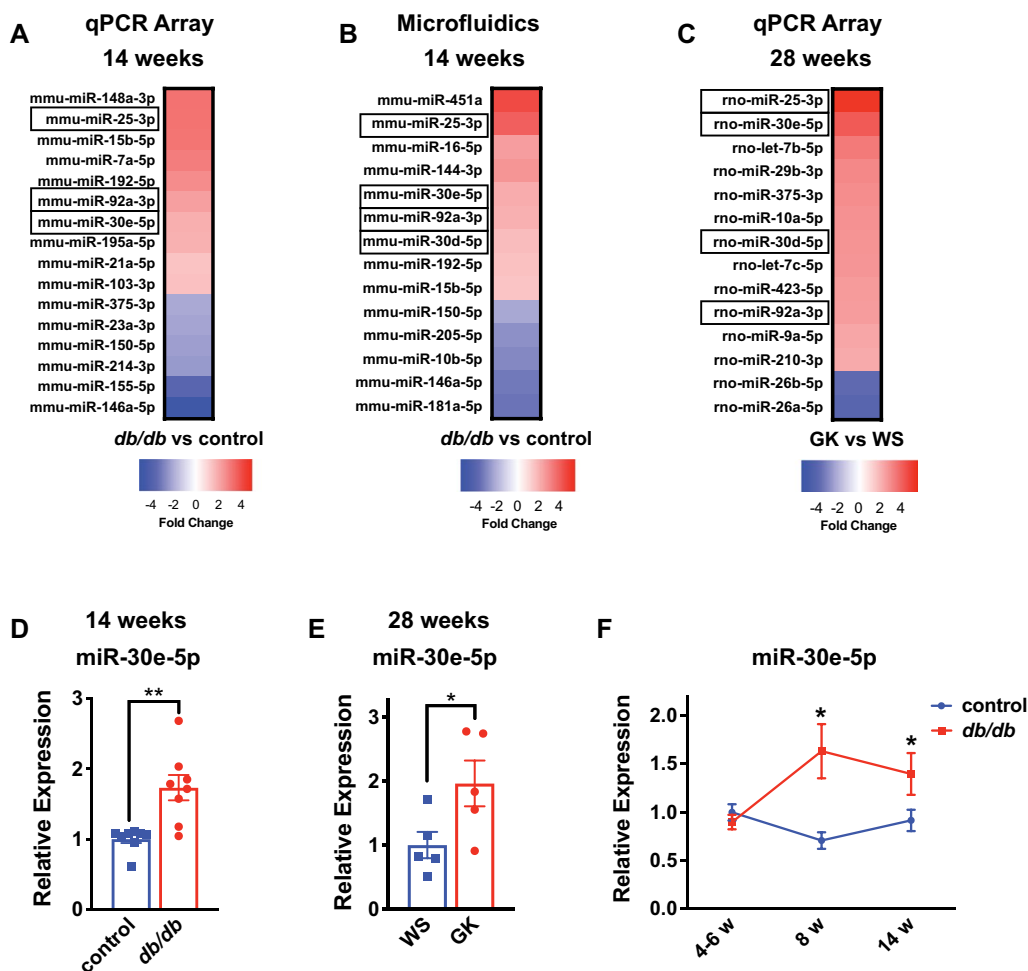 A
qPCR Array
14 weeks
mmu-miR-148a-3p
mmu-miR-25-3p
mmu-miR-15b-5p
mmu-miR-7a-5p
mmu-miR-192-5p
mmu-miR-92a-3p
mmu-miR-30e-5p
mmu-miR-195a-5p
mmu-miR-21a-5p
mmu-miR-103-3p
mmu-miR-375-3p
mmu-miR-23a-3p
mmu-miR-150-5p
mmu-miR-214-3p
mmu-miR-155-5p
mmu-miR-146a-5p
db/db vs control
-4 -2 0 2 4
Fold Change
B
Microfluidics
14 weeks
mmu-miR-451a
mmu-miR-25-3p
mmu-miR-16-5p
mmu-miR-144-3p
mmu-miR-30e-5p
mmu-miR-92a-3p
mmu-miR-30d-5p
mmu-miR-192-5p
mmu-miR-15b-5p
mmu-miR-150-5p
mmu-miR-205-5p
mmu-miR-10b-5p
mmu-miR-146a-5p
mmu-miR-181a-5p
db/db vs control
-4 -2 0 2 4
Fold Change
C
qPCR Array
28 weeks
rno-miR-25-3p
rno-miR-30e-5p
rno-let-7b-5p
rno-miR-29b-3p
rno-miR-375-3p
rno-miR-10a-5p
rno-miR-30d-5p
rno-let-7c-5p
rno-miR-423-5p
rno-miR-92a-3p
rno-miR-9a-5p
rno-miR-210-3p
rno-miR-26b-5p
rno-miR-26a-5p
GK vs WS
-4 -2 0 2 4
Fold Change
D
14 weeks
miR-30e-5p
Relative Expression
3
2
1
0
**
control
db/db
E
28 weeks
miR-30e-5p
Relative Expression
3
2
1
0
*
WS
GK
F
miR-30e-5p
Relative Expression
2.0
1.5
1.0
0.5
0.0
*
*
4-6 w
8 w
14 w
control
db/db